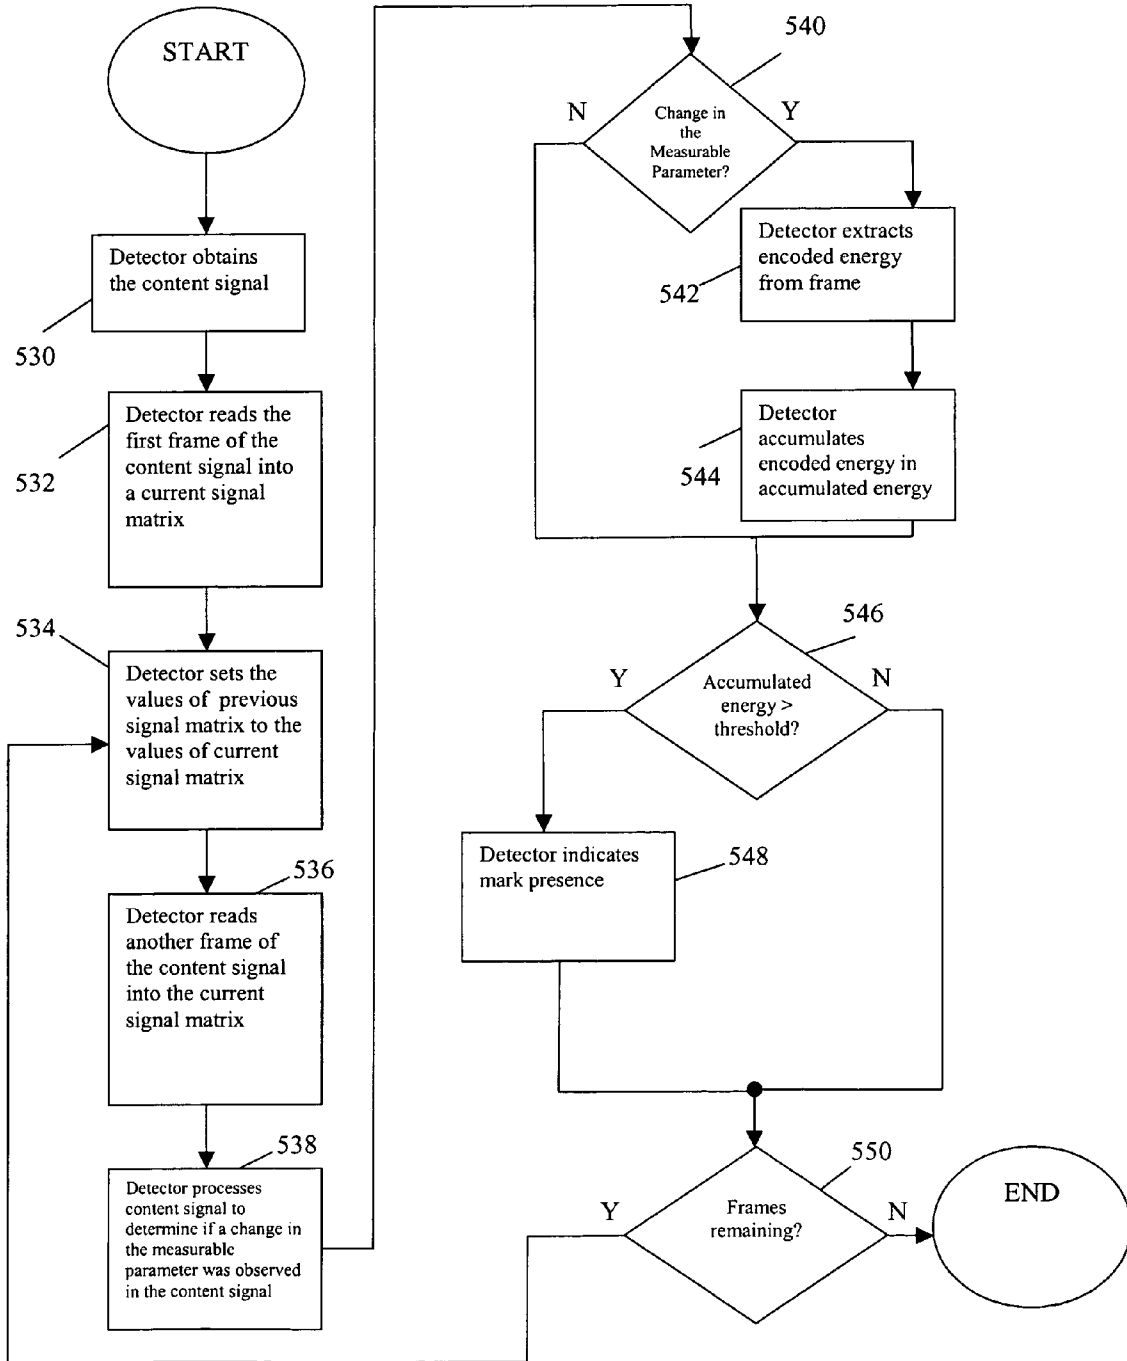 START
Detector obtains
the content signal
530
Detector reads the
first frame of the
content signal into
a current signal
matrix
532
534
Detector sets the
values of previous
signal matrix to the
values of current
signal matrix
536
Detector reads
another frame of
the content signal
into the current
signal matrix
538
Detector processes
content signal to
determine if a change in
the measurable
parameter was observed
in the content signal
540
N
Change in
the
Measurable
Parameter?
Y
Detector extracts
encoded energy
from frame
542
Detector
accumulates
encoded energy in
accumulated energy
544
546
Y
Accumulated
energy >
threshold?
N
Detector indicates
mark presence
548
550
Y
Frames
remaining?
N
END